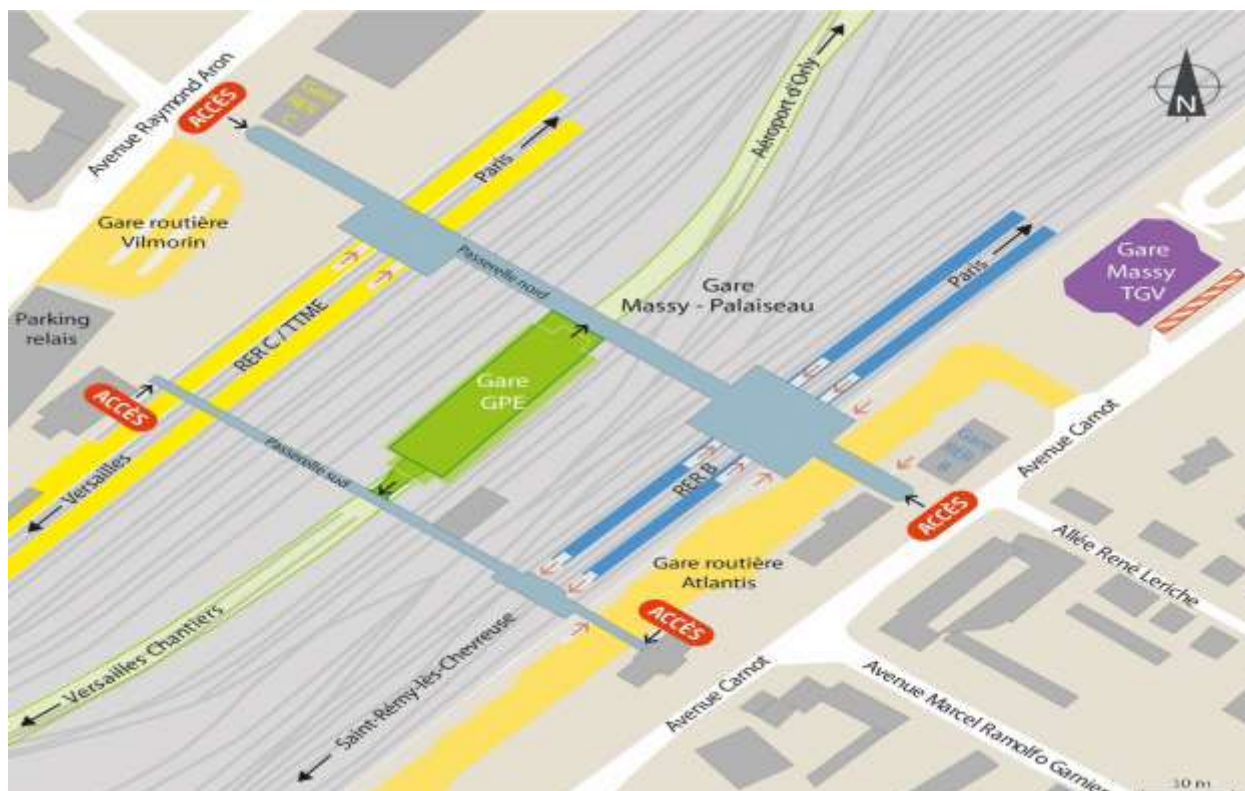 Avenue Raymond Aron
ACCÈS
Gare routière
Vilmorin
Parking
relais
ACCÈS
RER C / TTME
Paris
Versailles
Passerelle nord
Passerelle sud
Aéroport d'Orly
Gare
Massy - Palaiseau
Gare
GPE
Versailles-Chantiers
Saint-Rémy-lès-Chevreuse
RER B
Paris
N
Gare
Massy
TGV
Gare routière
Atlantis
ACCÈS
ACCÈS
Avenue Carnot
Avenue Carnot
Allée René Leriche
Avenue Marcel Ramolfo Garnier